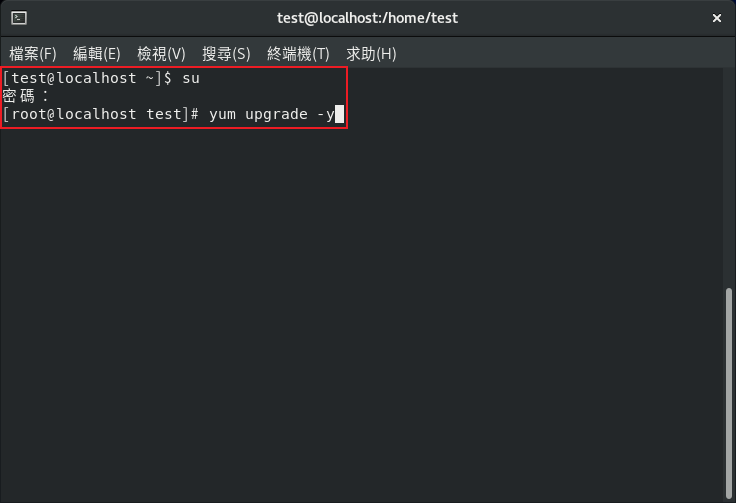 test@localhost:/home/test
檔案(F) 編輯(E) 檢視(V) 搜尋(S) 終端機(T) 求助(H)
[test@localhost ~]$ su
密碼：
[root@localhost test]# yum upgrade -y